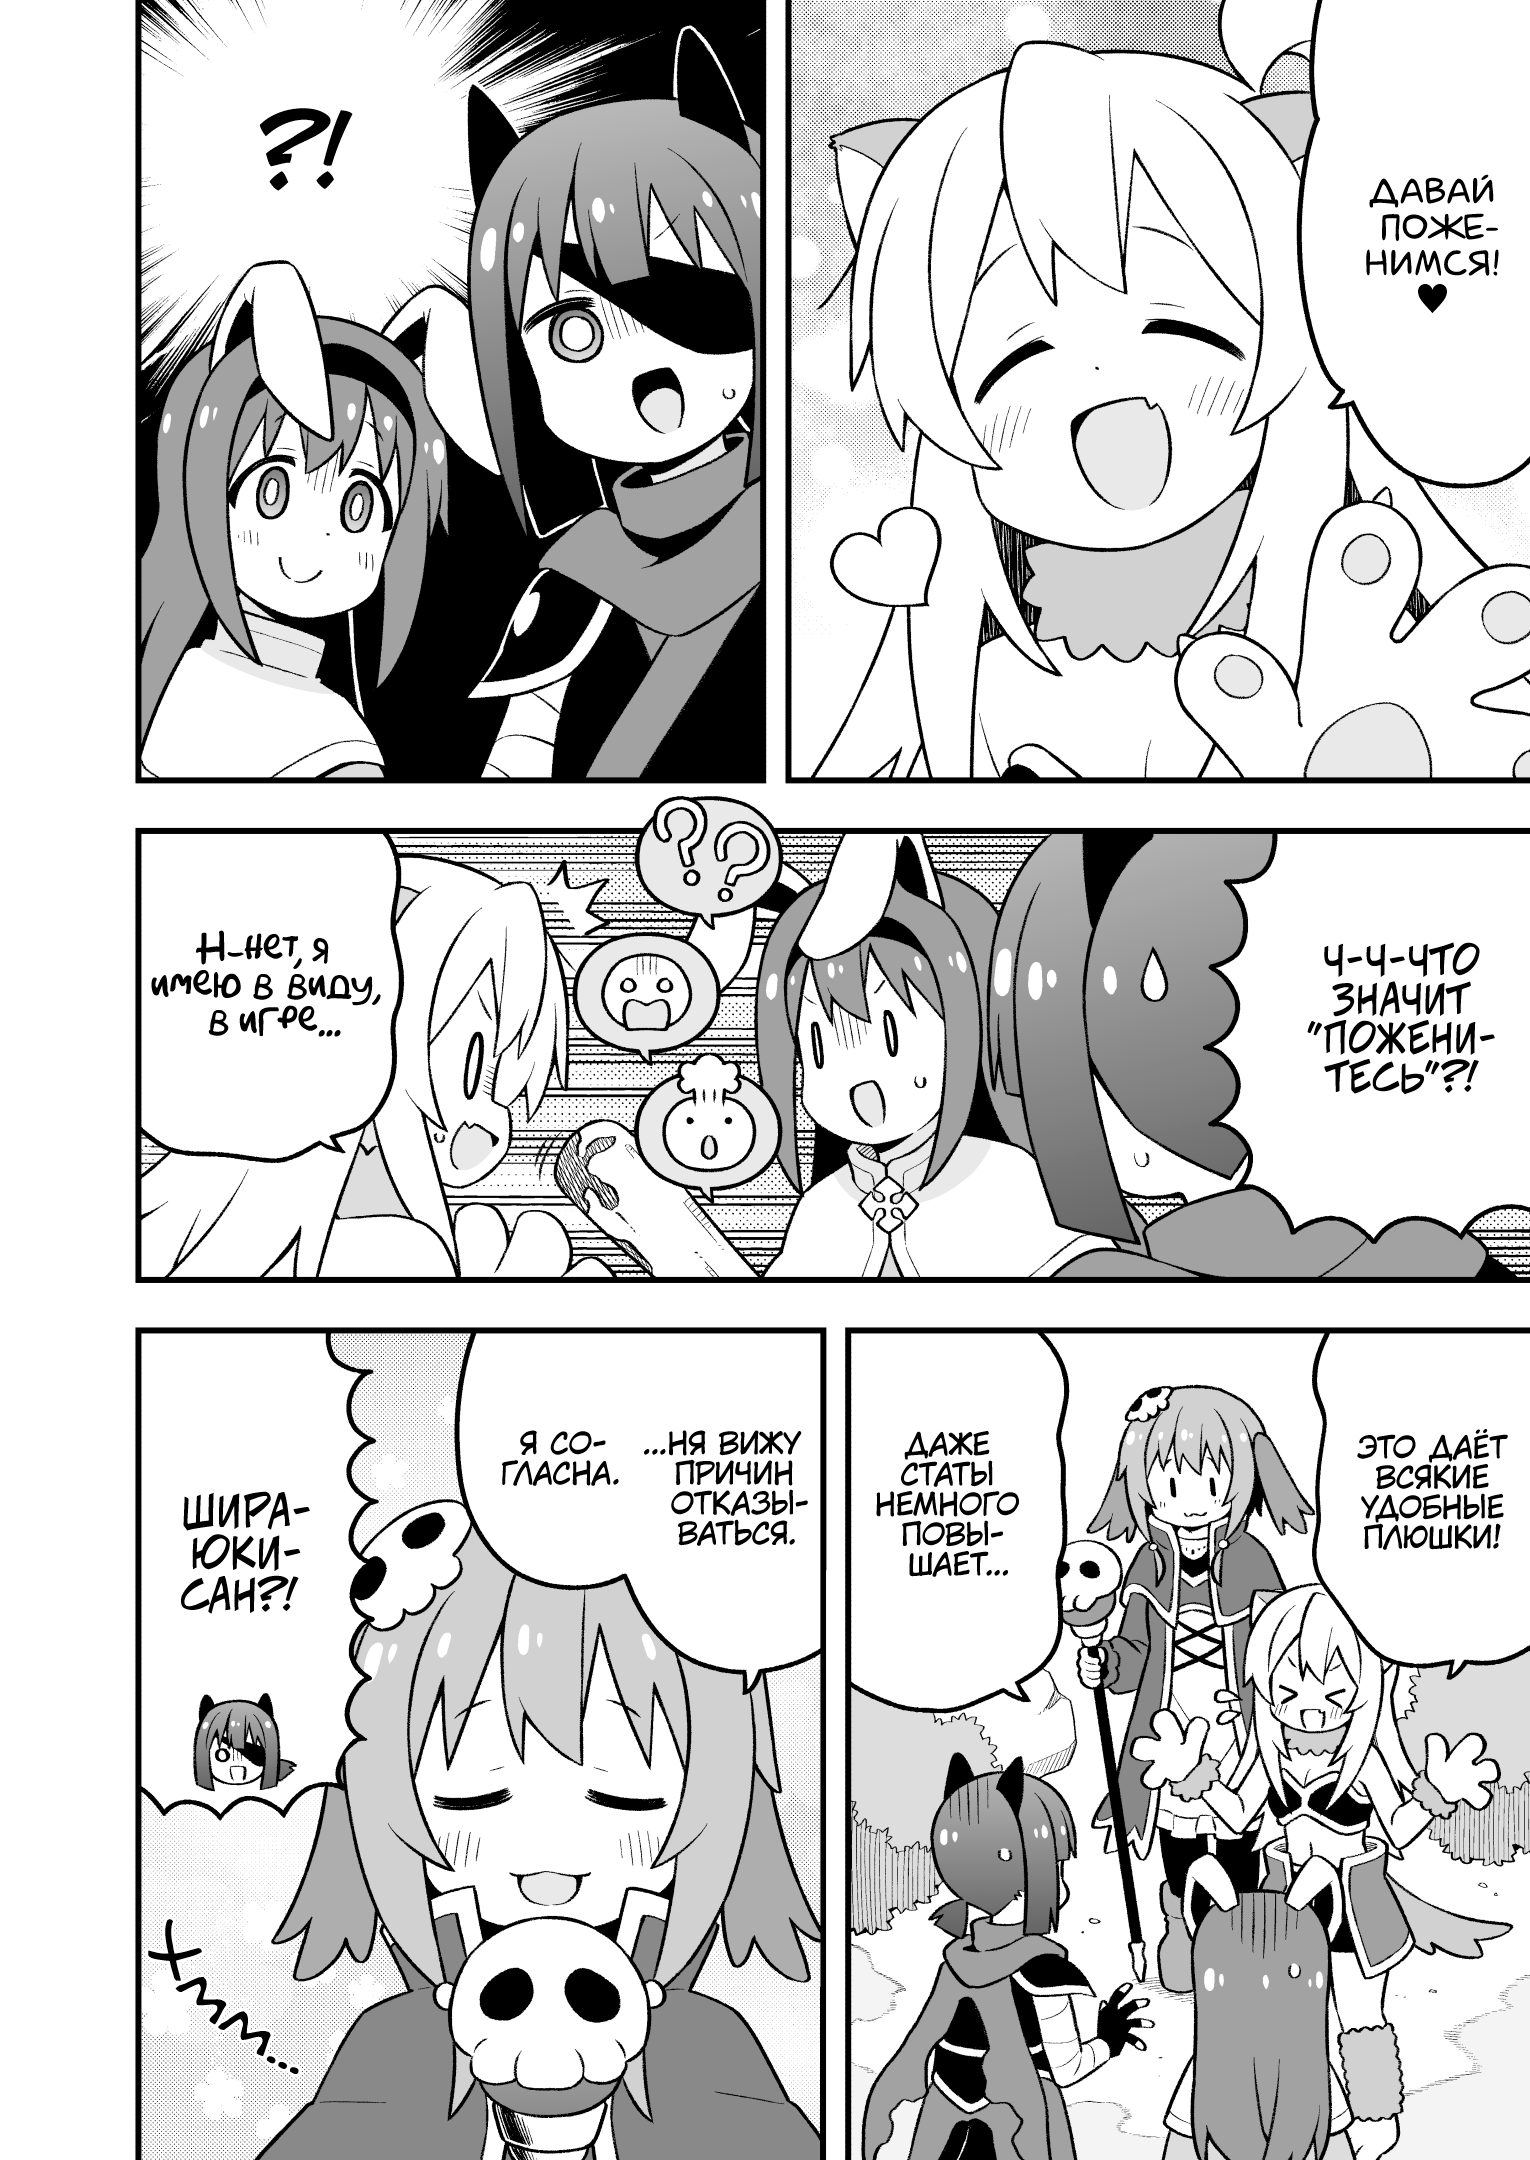 ДАВАЙ
ПОЖЕ-
НИМСЯ!
♥
?!
Ч-Ч-ЧТО
ЗНАЧИТ
"ПОЖЕНИ-
ТЕСЬ"?!
??
Н-НЕТ, Я
ИМЕЮ В ВИДУ,
В ИГРЕ...
ЭТО ДАЁТ
ВСЯКИЕ
УДОБНЫЕ
ПЛЮШКИ!
ДАЖЕ
СТАТЫ
НЕМНОГО
ПОВЫ-
ШАЕТ...
...НЯ ВИЖУ
ПРИЧИН
ОТКАЗЫ-
ВАТЬСЯ.
Я СО-
ГЛАСНА.
ШИРА-
ЮКИ-
САН?!
ХММ...